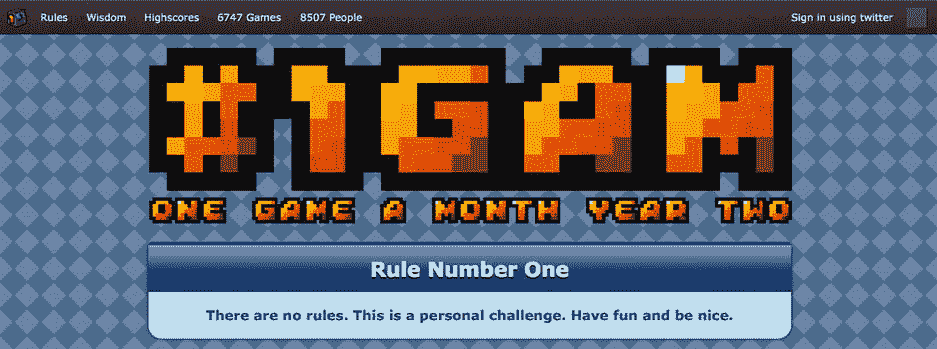 Rules Wisdom Highscores 6747 Games 8507 People Sign in using twitter
#1GAM
ONE GAME A MONTH YEAR TWO
Rule Number One
There are no rules. This is a personal challenge. Have fun and be nice.